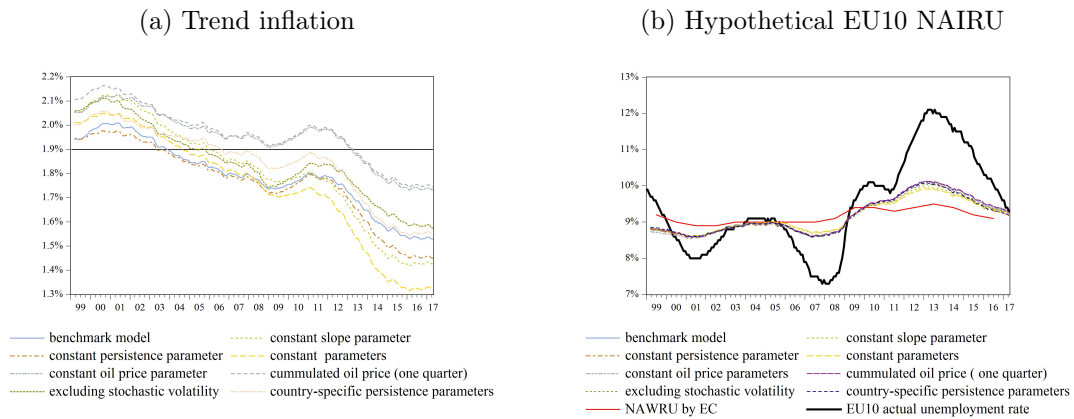 (a) Trend inflation
2.2%
2.1%
2.0%
1.9%
1.8%
1.7%
1.6%
1.5%
1.4%
1.3%
99 00 01 02 03 04 05 06 07 08 09 10 11 12 13 14 15 16 17
benchmark model
constant slope parameter
constant persistence parameter
constant parameters
constant oil price parameter
cummulated oil price (one quarter)
excluding stochastic volatility
country-specific persistence parameters
(b) Hypothetical EU10 NAIRU
13%
12%
11%
10%
9%
8%
7%
99 00 01 02 03 04 05 06 07 08 09 10 11 12 13 14 15 16 17
benchmark model
constant slope parameter
constant persistence parameter
constant parameters
constant oil price parameters
cummulated oil price ( one quarter)
excluding stochastic volatility
country-specific persistence parameters
NAWRU by EC
EU10 actual unemployment rate